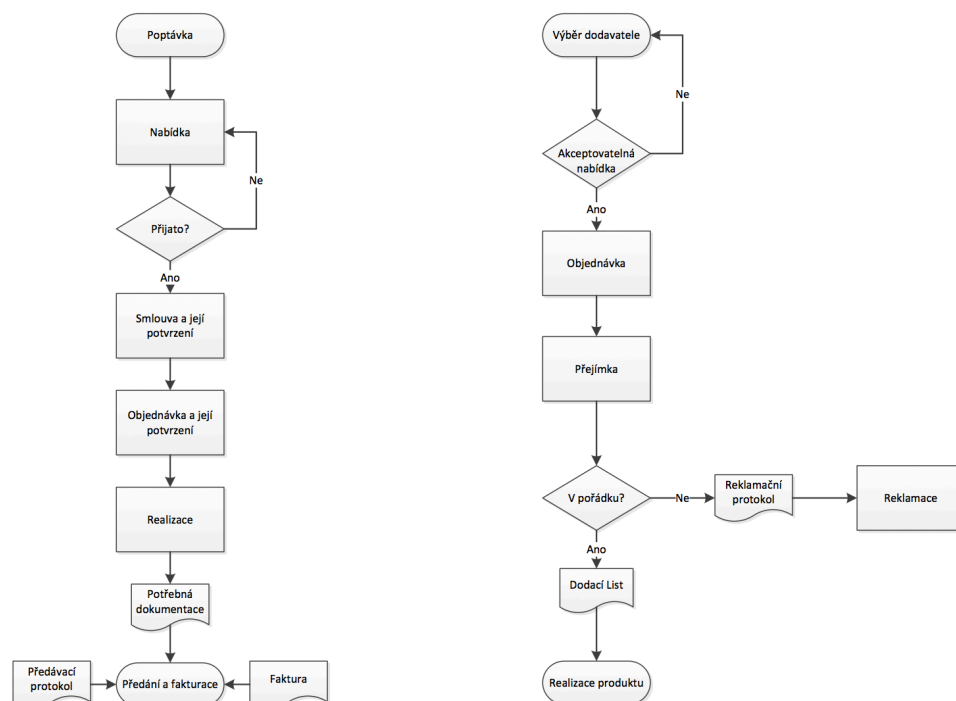 Poptávka
Nabídka
Ne
Přijato?
Ano
Smlouva a její
potvrzení
Objednávka a její
potvrzení
Realizace
Potřebná
dokumentace
Předávací
protokol
Předání a fakturace
Faktura
Výběr dodavatele
Ne
Akceptovatelná
nabídka
Ano
Objednávka
Přejímka
V pořádku?
Ne
Reklamační
protokol
Reklamace
Ano
Dodací List
Realizace produktu